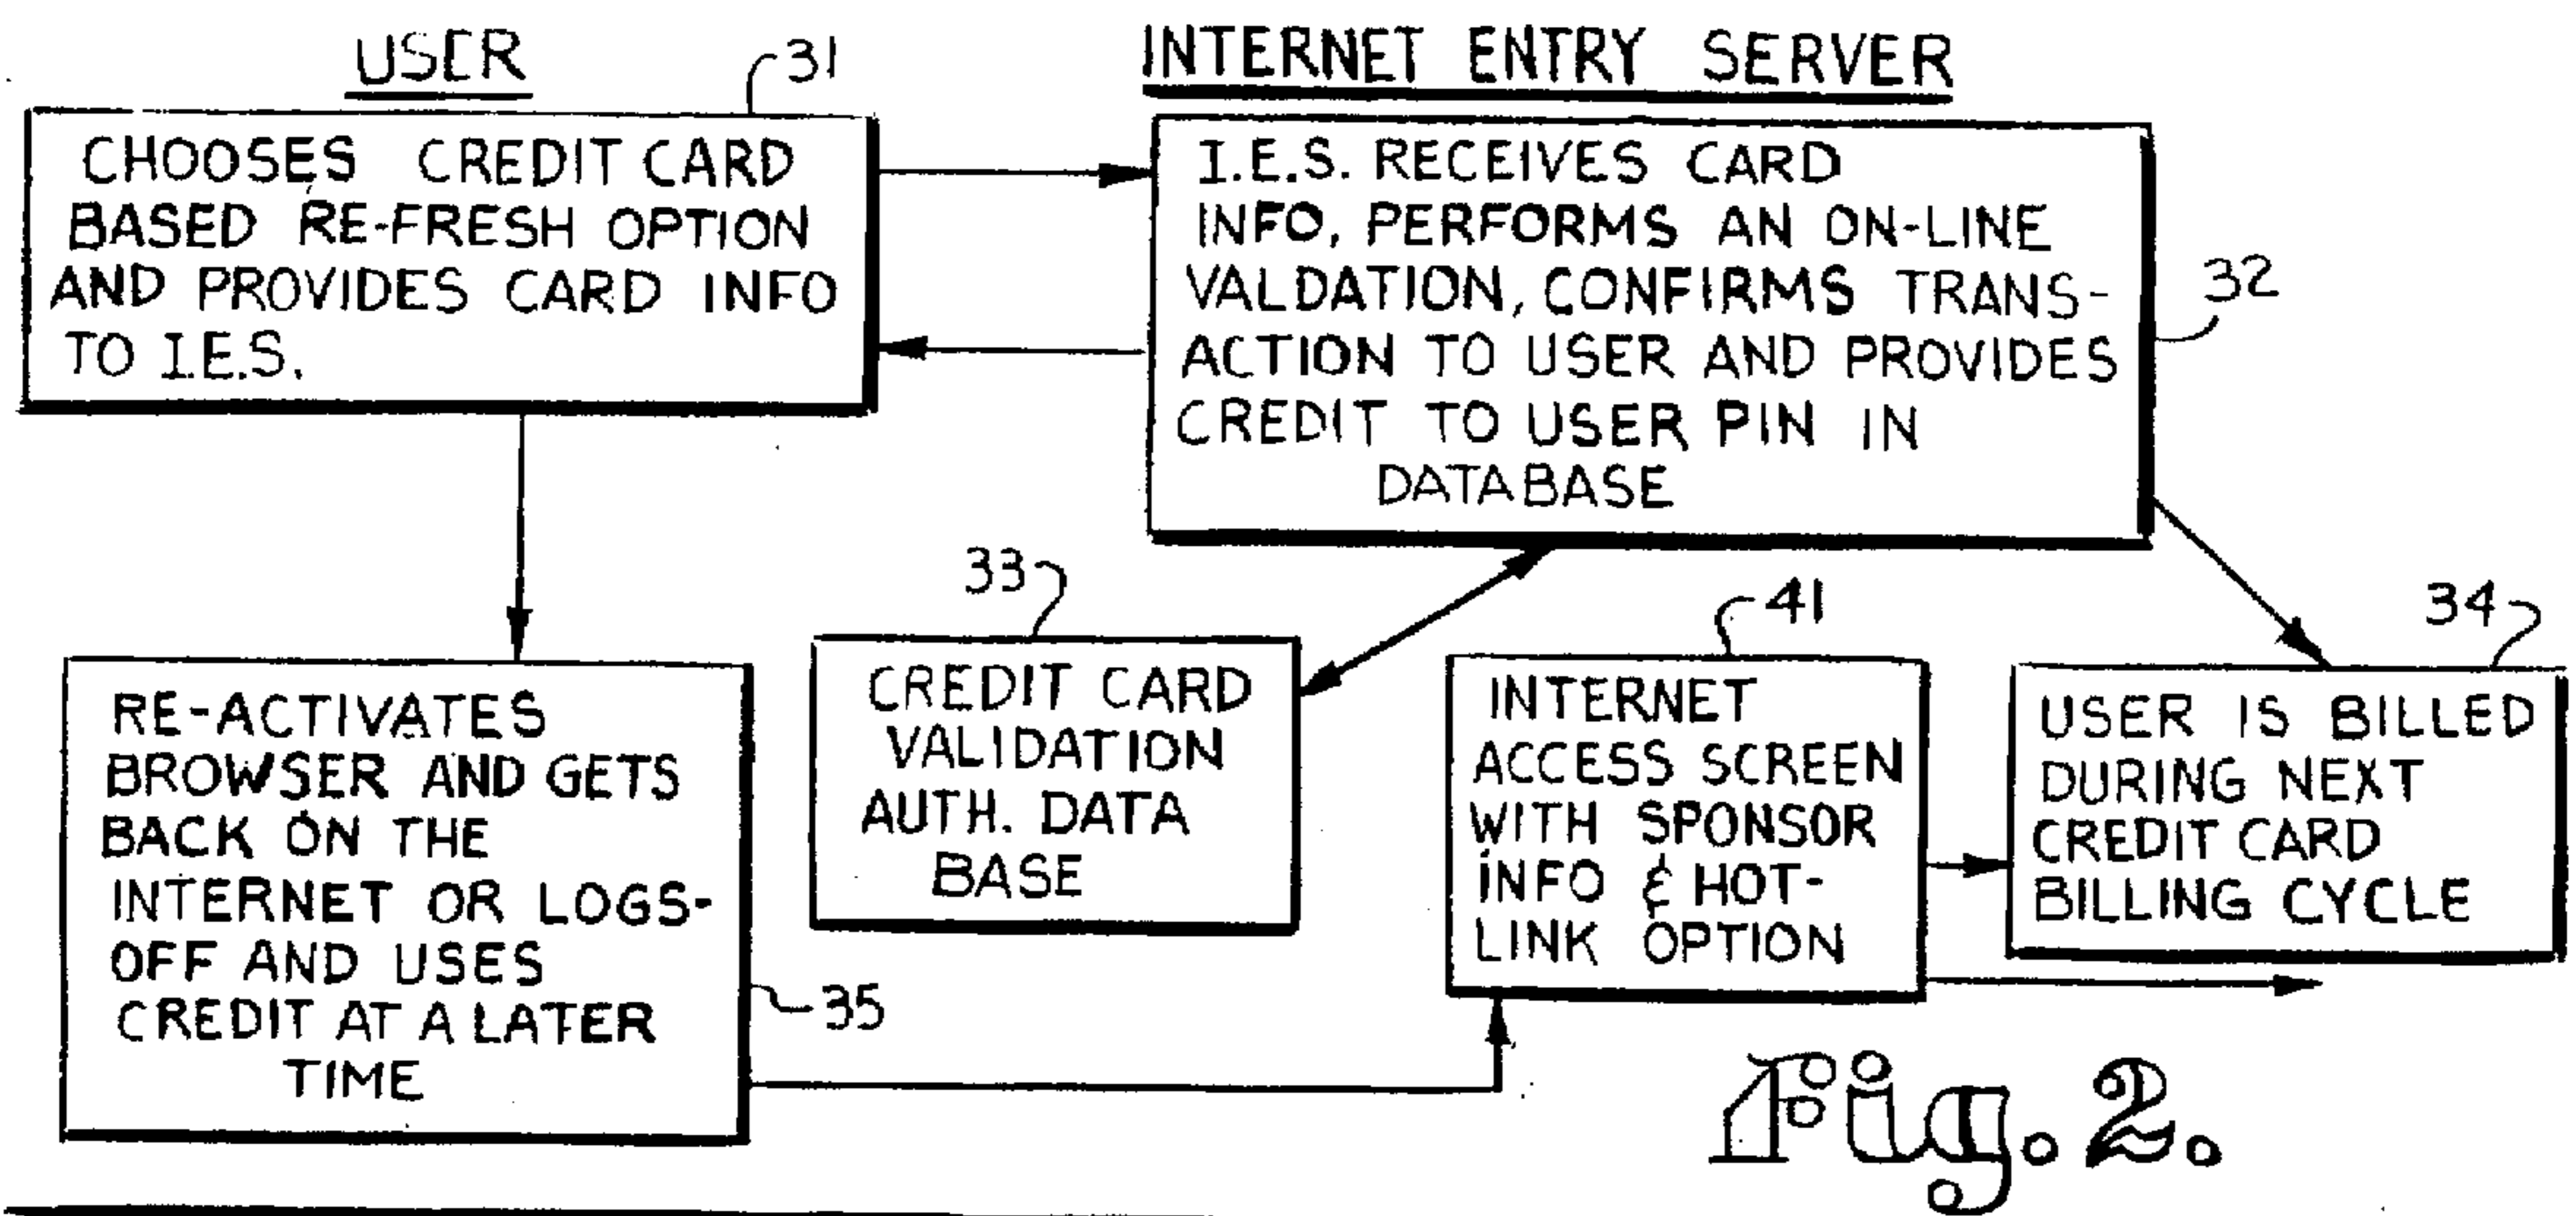 USER
31
CHOOSES CREDIT CARD
BASED RE-FRESH OPTION
AND PROVIDES CARD INFO
TO I.E.S.
INTERNET ENTRY SERVER
I.E.S. RECEIVES CARD
INFO, PERFORMS AN ON-LINE
VALDATION, CONFIRMS TRANS-
ACTION TO USER AND PROVIDES
CREDIT TO USER PIN IN
DATABASE
32
33
CREDIT CARD
VALIDATION
AUTH. DATA
BASE
41
INTERNET
ACCESS SCREEN
WITH SPONSOR
INFO & HOT-
LINK OPTION
34
USER IS BILLED
DURING NEXT
CREDIT CARD
BILLING CYCLE
RE-ACTIVATES
BROWSER AND GETS
BACK ON THE
INTERNET OR LOGS-
OFF AND USES
CREDIT AT A LATER
TIME
35
Fig. 2.